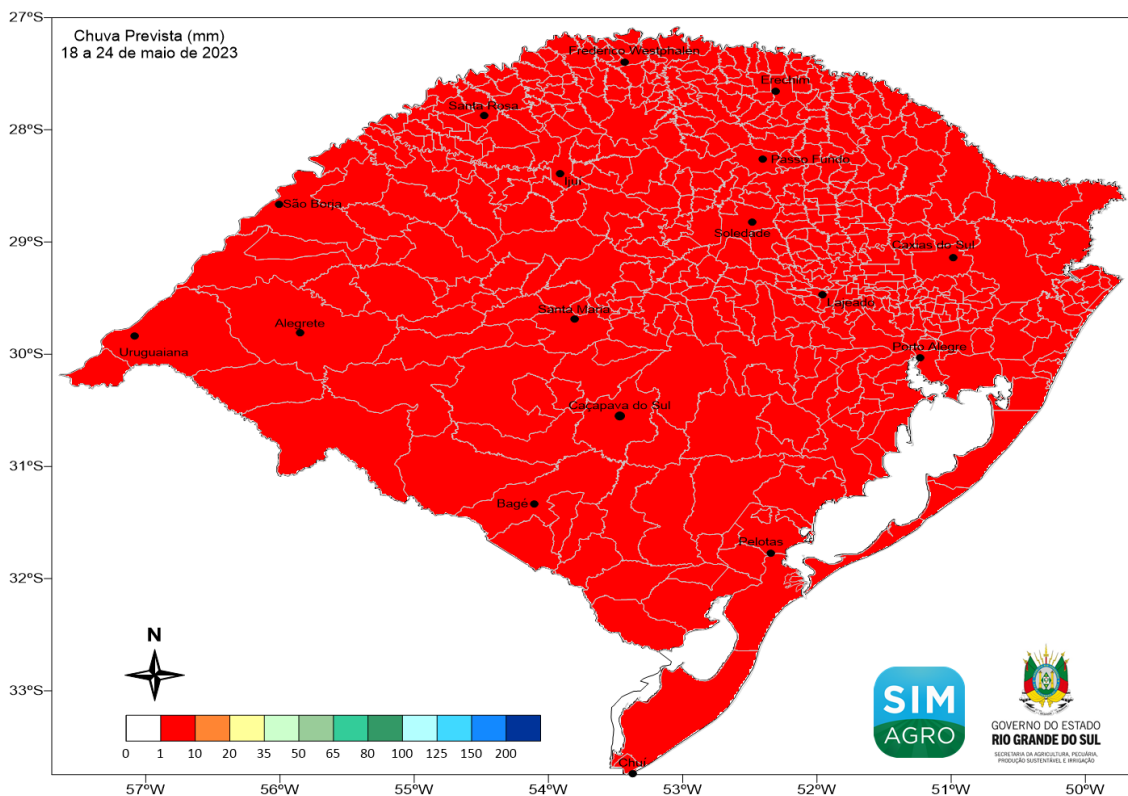 Chuva Prevista (mm)
18 a 24 de maio de 2023
27°S
28°S
29°S
30°S
31°S
32°S
33°S
Frederico Westphalen
Erechim
Santa Rosa
Passo Fundo
Ijuí
São Borja
Soledade
Caxias do Sul
Lajeado
Santa Maria
Alegrete
Uruguaiana
Porto Alegre
Caçapava do Sul
Bagé
Pelotas
Chuí
N
0 1 10 20 35 50 65 80 100 125 150 200
SIM
AGRO
GOVERNO DO ESTADO
RIO GRANDE DO SUL
SECRETARIA DA AGRICULTURA, PECUÁRIA,
PRODUÇÃO SUSTENTÁVEL E IRRIGAÇÃO
57°W 56°W 55°W 54°W 53°W 52°W 51°W 50°W